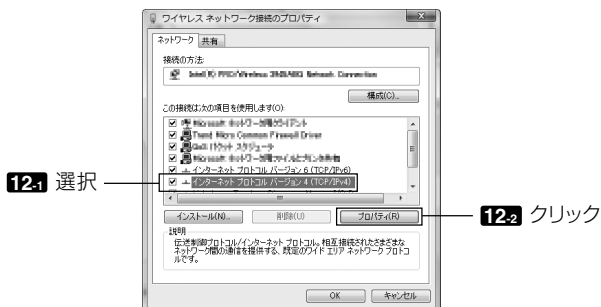 ワイヤレス ネットワーク接続のプロパティ
ネットワーク 共有
接続の方法:
構成(C)...
この接続は次の項目を使用します(O):
Trend Micro Common Firewall Driver
QoS パケット スケジューラ
インターネット プロトコル バージョン 6 (TCP/IPv6)
インターネット プロトコル バージョン 4 (TCP/IPv4)
12-1 選択
インストール(N)... 削除(U) プロパティ(R)
12-2 クリック
説明
伝送制御プロトコル/インターネット プロトコル。相互接続されたさまざまな
ネットワーク間の通信を提供する、既定のワイド エリア ネットワーク プロトコ
ルです。
OK キャンセル